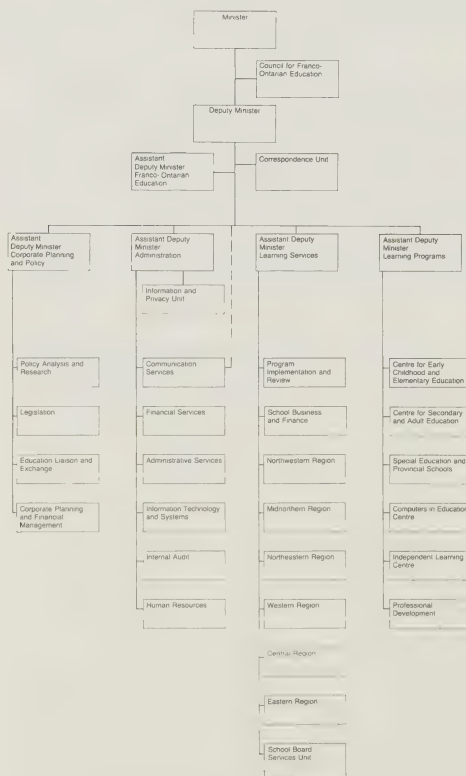 Minister
Council for Franco-
Ontarian Education
Deputy Minister
Assistant
Deputy Minister
Franco- Ontarian
Education
Correspondence Unit
Assistant
Deputy Minister
Corporate Planning
and Policy
Assistant Deputy
Minister
Administration
Assistant Deputy
Minister
Learning Services
Assistant Deputy
Minister
Learning Programs
Information and
Privacy Unit
Policy Analysis and
Research
Communication
Services
Program
Implementation and
Review
Centre for Early
Childhood and
Elementary Education
Legislation
Financial Services
School Business
and Finance
Centre for Secondary
and Adult Education
Education Liaison and
Exchange
Administrative Services
Northwestern Region
Special Education and
Provincial Schools
Corporate Planning
and Financial
Management
Information Technology
and Systems
Midnorthern Region
Computers in Education
Centre
Internal Audit
Northeastern Region
Independent Learning
Centre
Human Resources
Western Region
Professional
Development
Central Region
Eastern Region
School Board
Services Unit